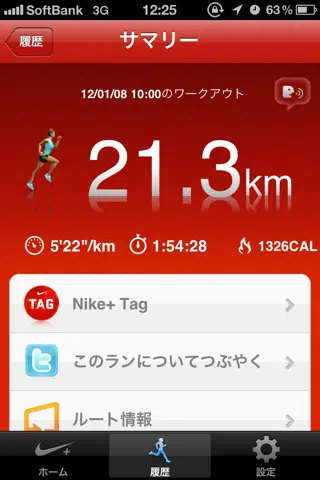 SoftBank 3G 12:25 63%
履歴 サマリー
12/01/08 10:00のワークアウト
21.3km
5'22"/km 1:54:28 1326CAL
TAG Nike+ Tag
このランについてつぶやく
ルート情報
ホーム 履歴 設定